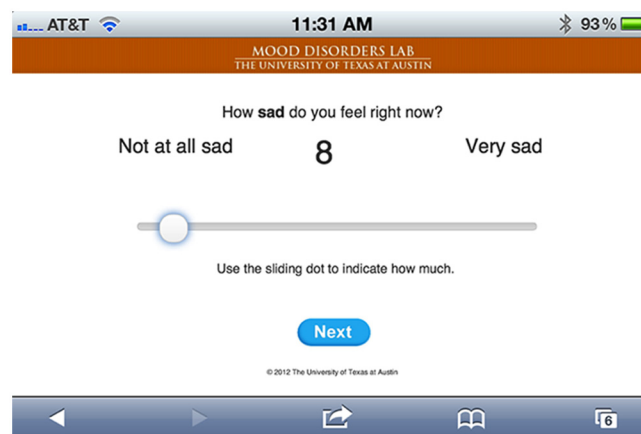 AT&T 11:31 AM 93%
MOOD DISORDERS LAB
THE UNIVERSITY OF TEXAS AT AUSTIN
How sad do you feel right now?
Not at all sad 8 Very sad
Use the sliding dot to indicate how much.
Next
© 2012 The University of Texas at Austin
6